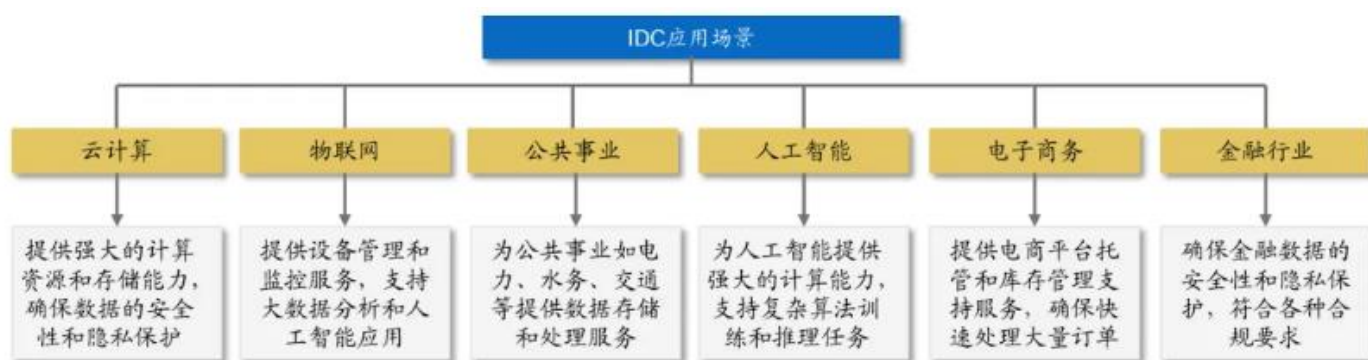 IDC应用场景
云计算
物联网
公共事业
人工智能
电子商务
金融行业
提供强大的计算
资源和存储能力，
确保数据的安全
性和隐私保护
提供设备管理和
监控服务，支持
大数据分析和人
工智能应用
为公共事业如电
力、水务、交通
等提供数据存储
和处理服务
为人工智能提供
强大的计算能力，
支持复杂算法训
练和推理任务
提供电商平台托
管和库存管理支
持服务，确保快
速处理大量订单
确保金融数据的
安全性和隐私保
护，符合各种合
规要求